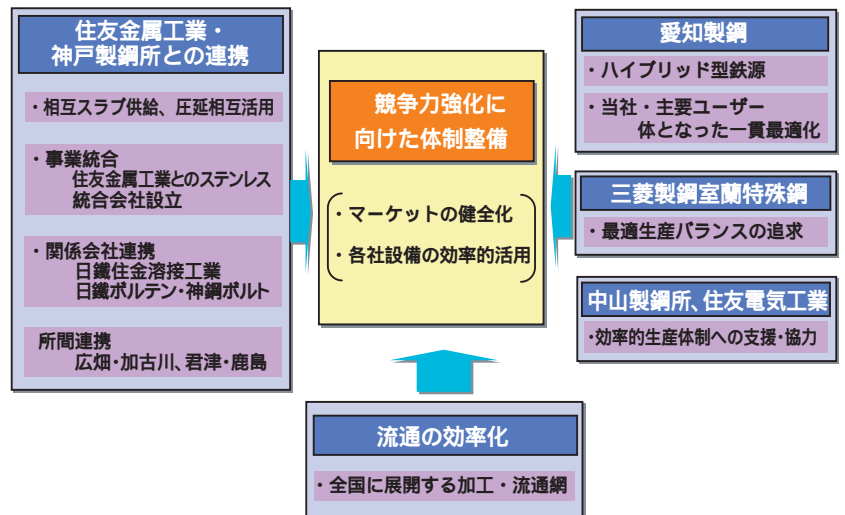 住友金属工業・
神戸製鋼所との連携
・相互スラブ供給、圧延相互活用
・事業統合
住友金属工業とのステンレス
統合会社設立
・関係会社連携
日鐵住金溶接工業
日鐵ボルテン・神鋼ボルト
所間連携
広畑・加古川、君津・鹿島
競争力強化に
向けた体制整備
・マーケットの健全化
・各社設備の効率的活用
愛知製鋼
・ハイブリッド型鉄源
・当社・主要ユーザー
体となった一貫最適化
三菱製鋼室蘭特殊鋼
・最適生産バランスの追求
中山製鋼所、住友電気工業
・効率的生産体制への支援・協力
流通の効率化
・全国に展開する加工・流通網